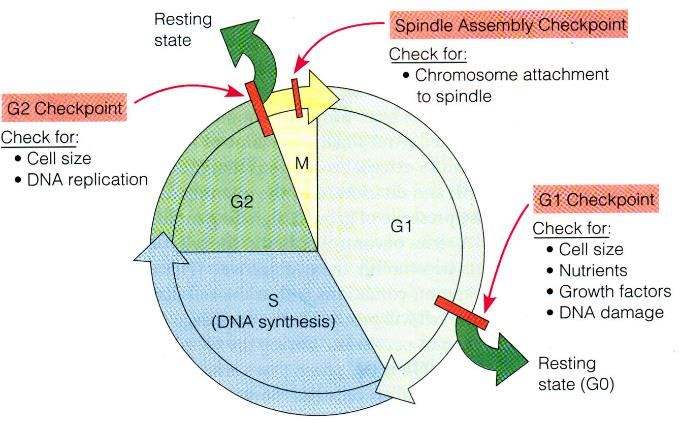 Resting
state
Spindle Assembly Checkpoint
Check for:
• Chromosome attachment
to spindle
G2 Checkpoint
Check for:
• Cell size
• DNA replication
M
G2
G1
G1 Checkpoint
Check for:
• Cell size
• Nutrients
• Growth factors
• DNA damage
S
(DNA synthesis)
Resting
state (G0)